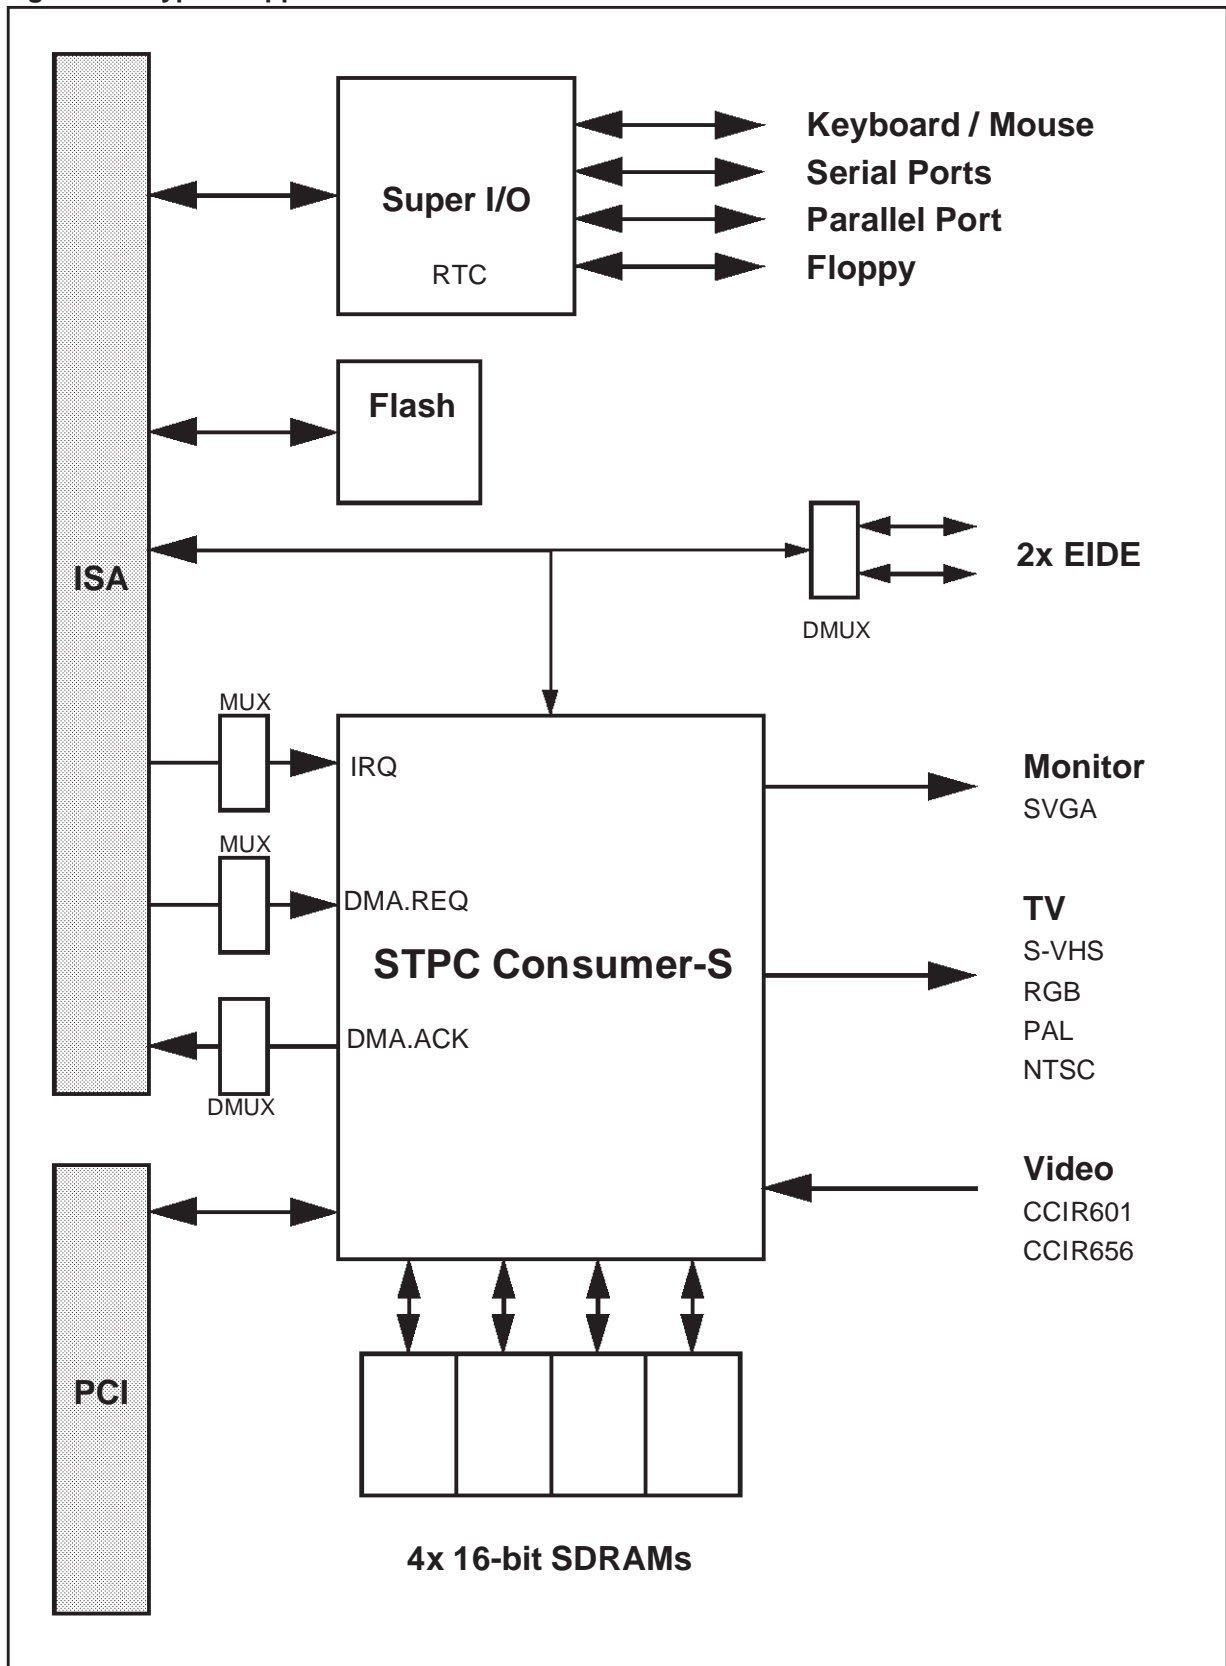 Keyboard / Mouse
Serial Ports
Super I/O
Parallel Port
RTC
Floppy
Flash
ISA
2x EIDE
DMUX
MUX
IRQ
Monitor
SVGA
MUX
DMA.REQ
TV
STPC Consumer-S
S-VHS
RGB
DMA.ACK
PAL
NTSC
DMUX
Video
CCIR601
CCIR656
PCI
4x 16-bit SDRAMs